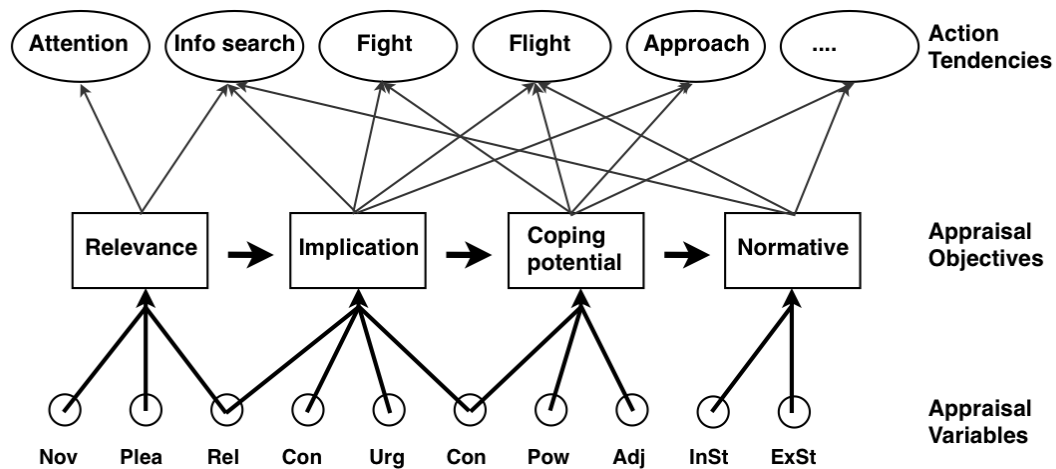 Attention Info search Fight Flight Approach .... Action
Tendencies
Relevance Implication Coping
potential Normative Appraisal
Objectives
Nov Plea Rel Con Urg Con Pow Adj InSt ExSt Appraisal
Variables